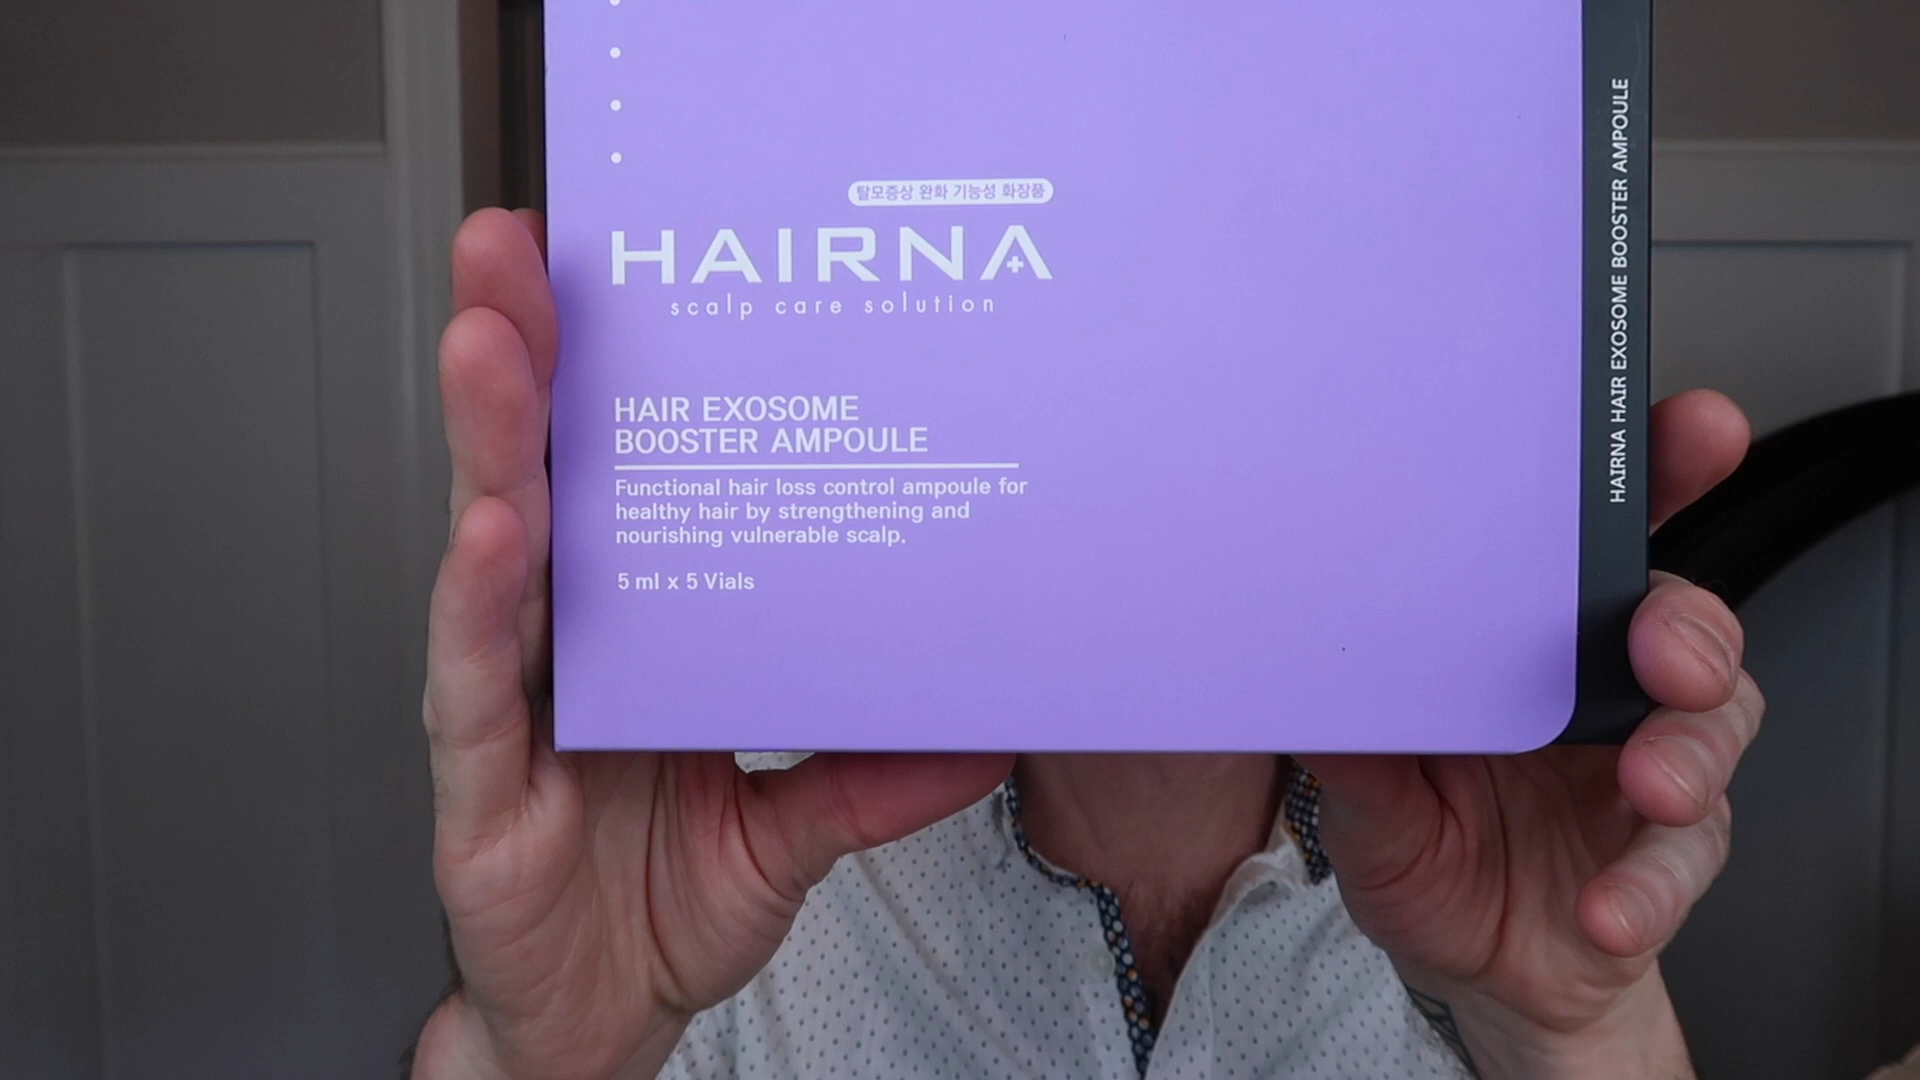 탈모증상 완화 기능성 화장품
HAIRNA
scalp care solution
HAIR EXOSOME
BOOSTER AMPOULE
Functional hair loss control ampoule for
healthy hair by strengthening and
nourishing vulnerable scalp.
5 ml x 5 Vials
HAIRNA HAIR EXOSOME BOOSTER AMPOULE